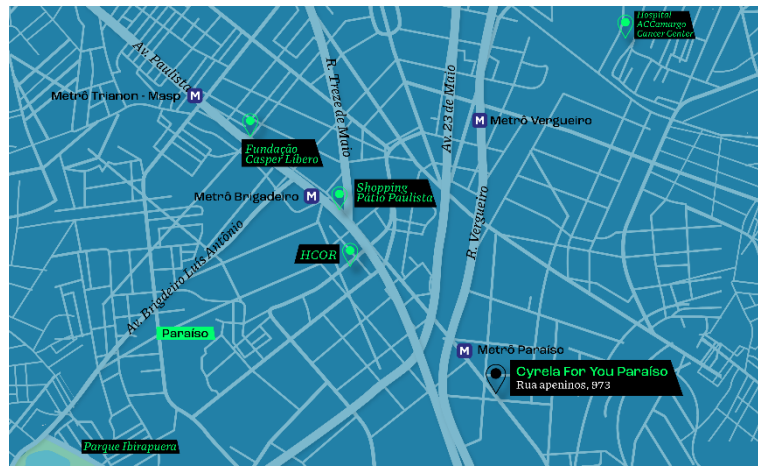 Hospital
ACCamargo
Cancer Center
Av. Paulista
R. Treze de Maio
Av. 23 de Maio
Metrô Trianon - Masp
M
M
Metrô Vergueiro
Fundação
Casper Líbero
Metrô Brigadeiro
M
Shopping
Pátio Paulista
R. Vergueiro
HCOR
Av. Brigadeiro Luís Antônio
Paraíso
M
Metrô Paraíso
Cyrela For You Paraíso
Rua apeninos, 973
Parque Ibirapuera